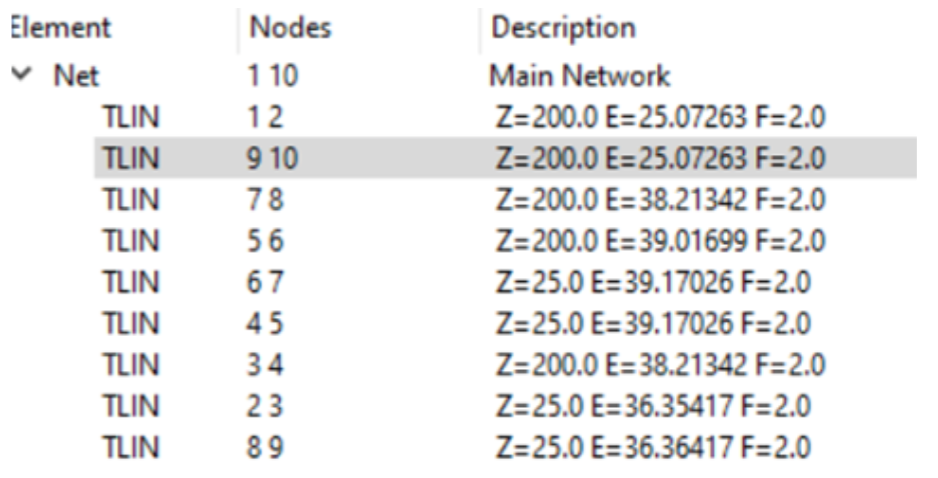 Element Nodes Description
Net 1 10 Main Network
TLIN 1 2 Z=200.0 E=25.07263 F=2.0
TLIN 9 10 Z=200.0 E=25.07263 F=2.0
TLIN 7 8 Z=200.0 E=38.21342 F=2.0
TLIN 5 6 Z=200.0 E=39.01699 F=2.0
TLIN 6 7 Z=25.0 E=39.17026 F=2.0
TLIN 4 5 Z=25.0 E=39.17026 F=2.0
TLIN 3 4 Z=200.0 E=38.21342 F=2.0
TLIN 2 3 Z=25.0 E=36.35417 F=2.0
TLIN 8 9 Z=25.0 E=36.36417 F=2.0